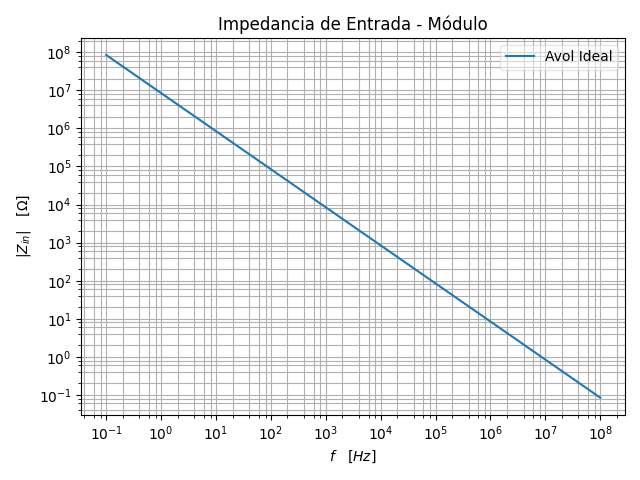 Impedancia de Entrada - Módulo
Avol Ideal
|Z_{in}| [Ω]
10^8
10^7
10^6
10^5
10^4
10^3
10^2
10^1
10^0
10^{-1}
10^{-1} 10^0 10^1 10^2 10^3 10^4 10^5 10^6 10^7 10^8
f [Hz]